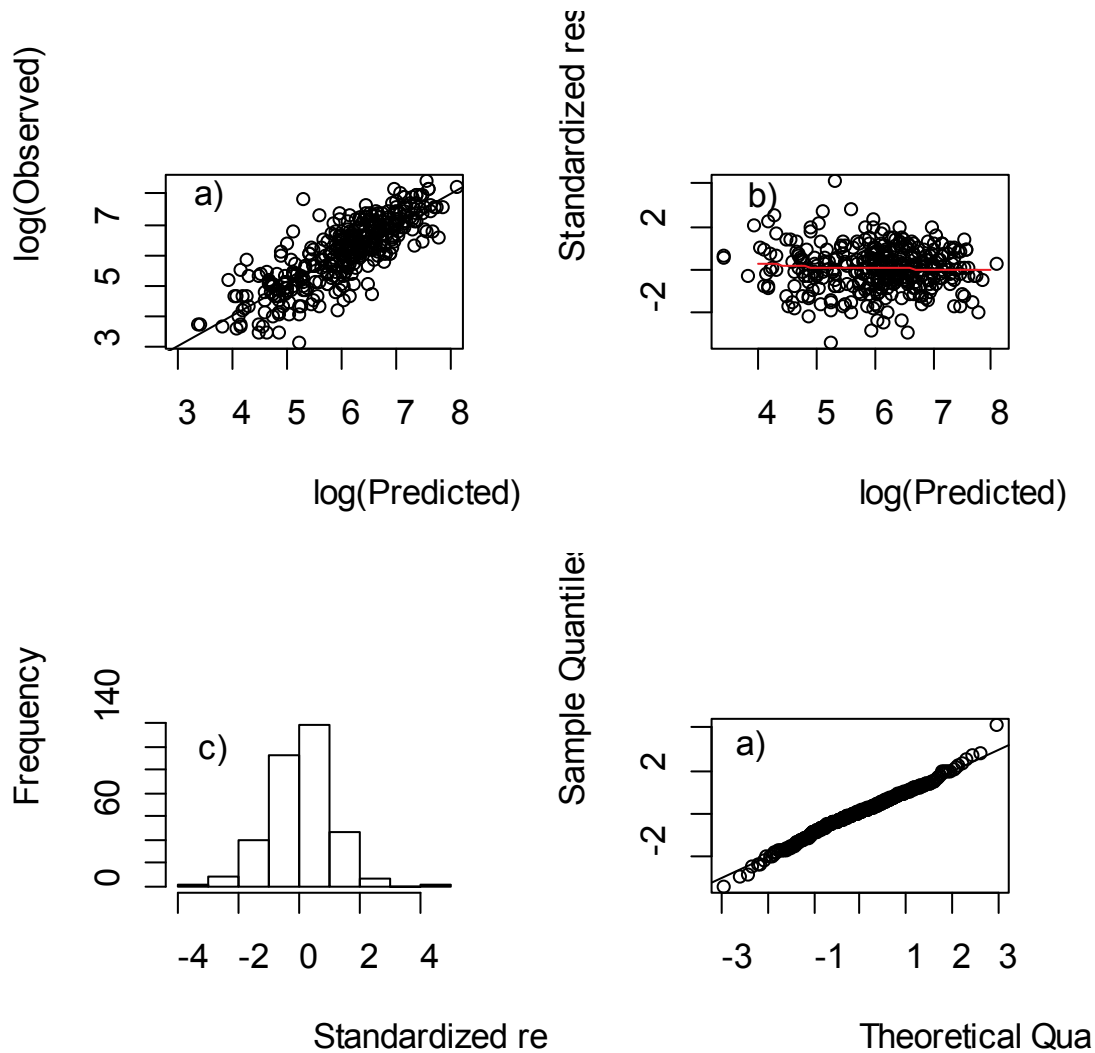 log(Observed)
a)
7
5
3
3 4 5 6 7 8
log(Predicted)
Standardized res
b)
2
-2
4 5 6 7 8
log(Predicted)
Frequency
c)
140
60
0
-4 -2 0 2 4
Standardized re
Sample Quantiles
a)
2
-2
-3 -1 1 2 3
Theoretical Qua